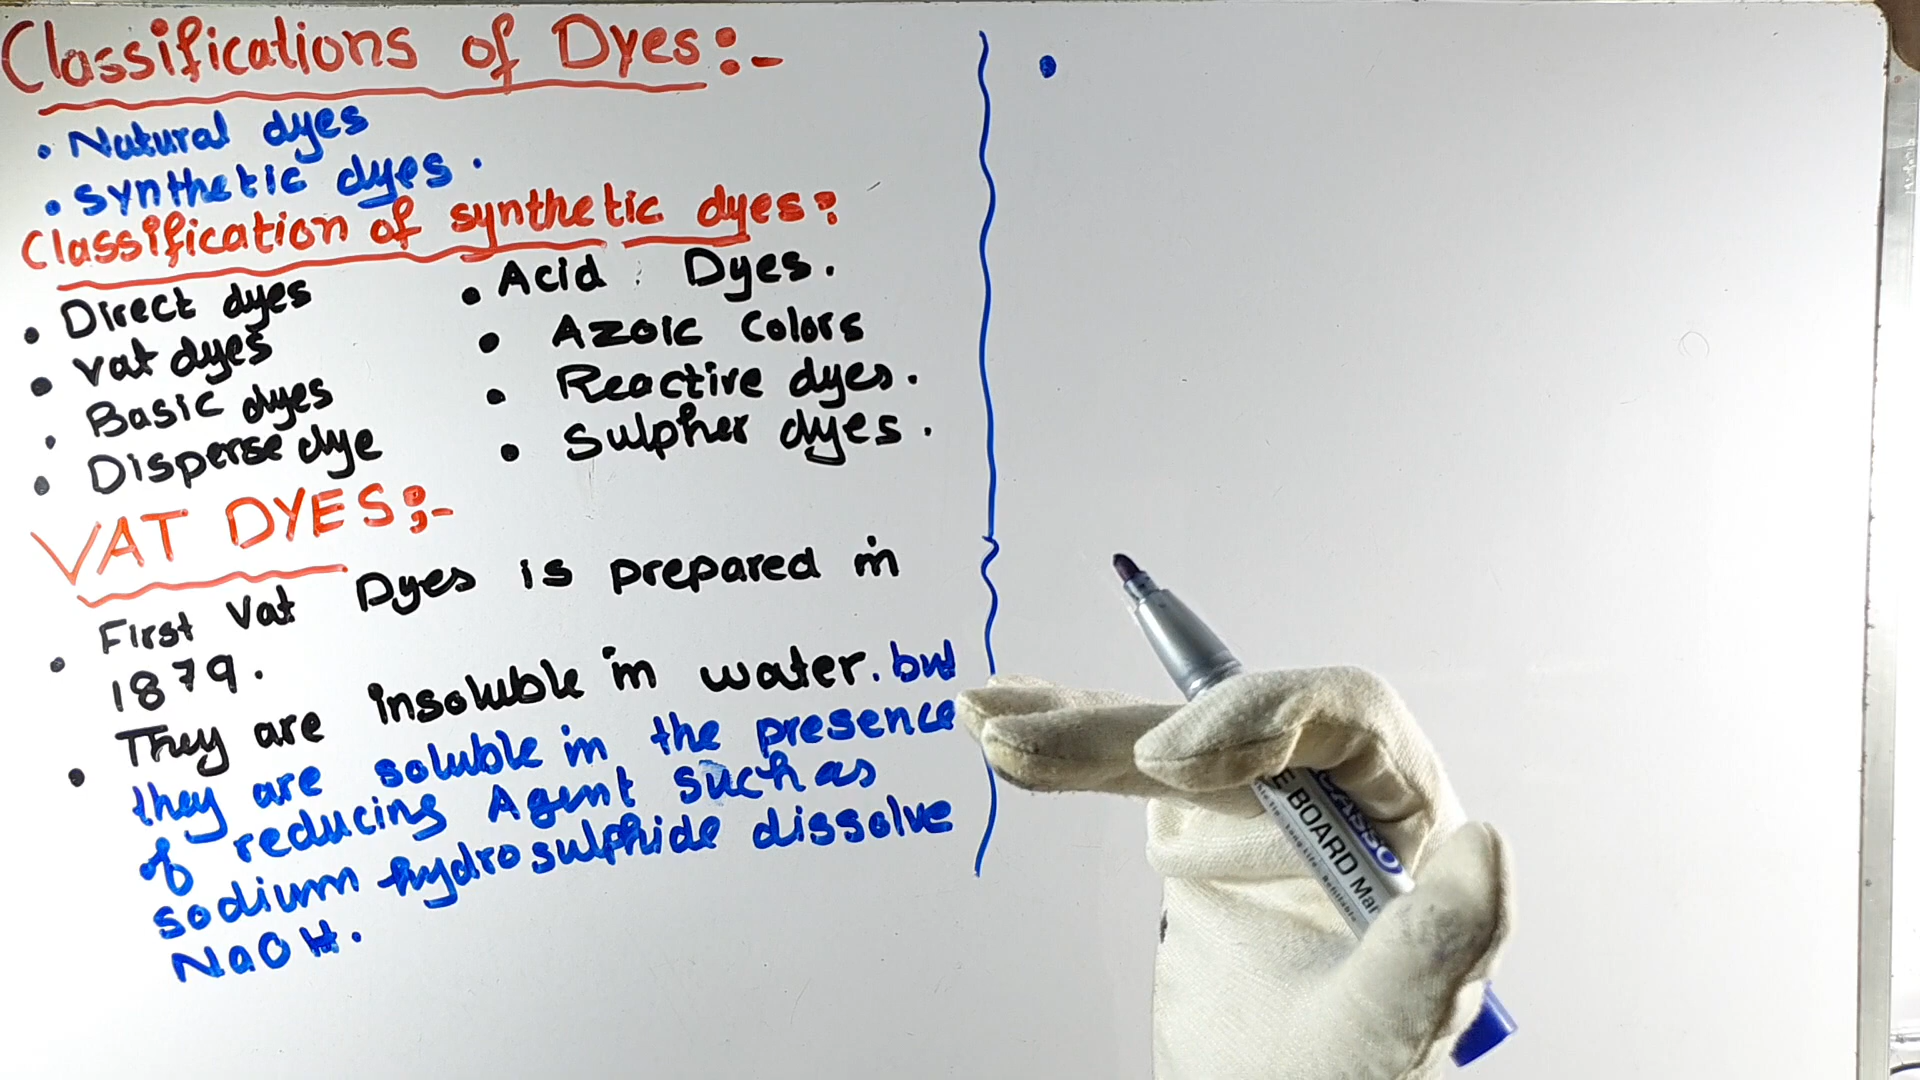 Classifications of Dyes:-
• Natural dyes
• Synthetic dyes.
Classification of synthetic dyes:
• Direct dyes
• Vat dyes
• Basic dyes
• Disperse dye
• Acid Dyes.
• Azoic Colors
• Reactive dyes.
• Sulpher dyes.
VAT DYES:-
• First Vat Dyes is prepared in
1879.
• They are insoluble in water. but
they are soluble in the presence
of reducing Agent such as
sodium hydrosulphide dissolve
NaOH.
BOARD Mar